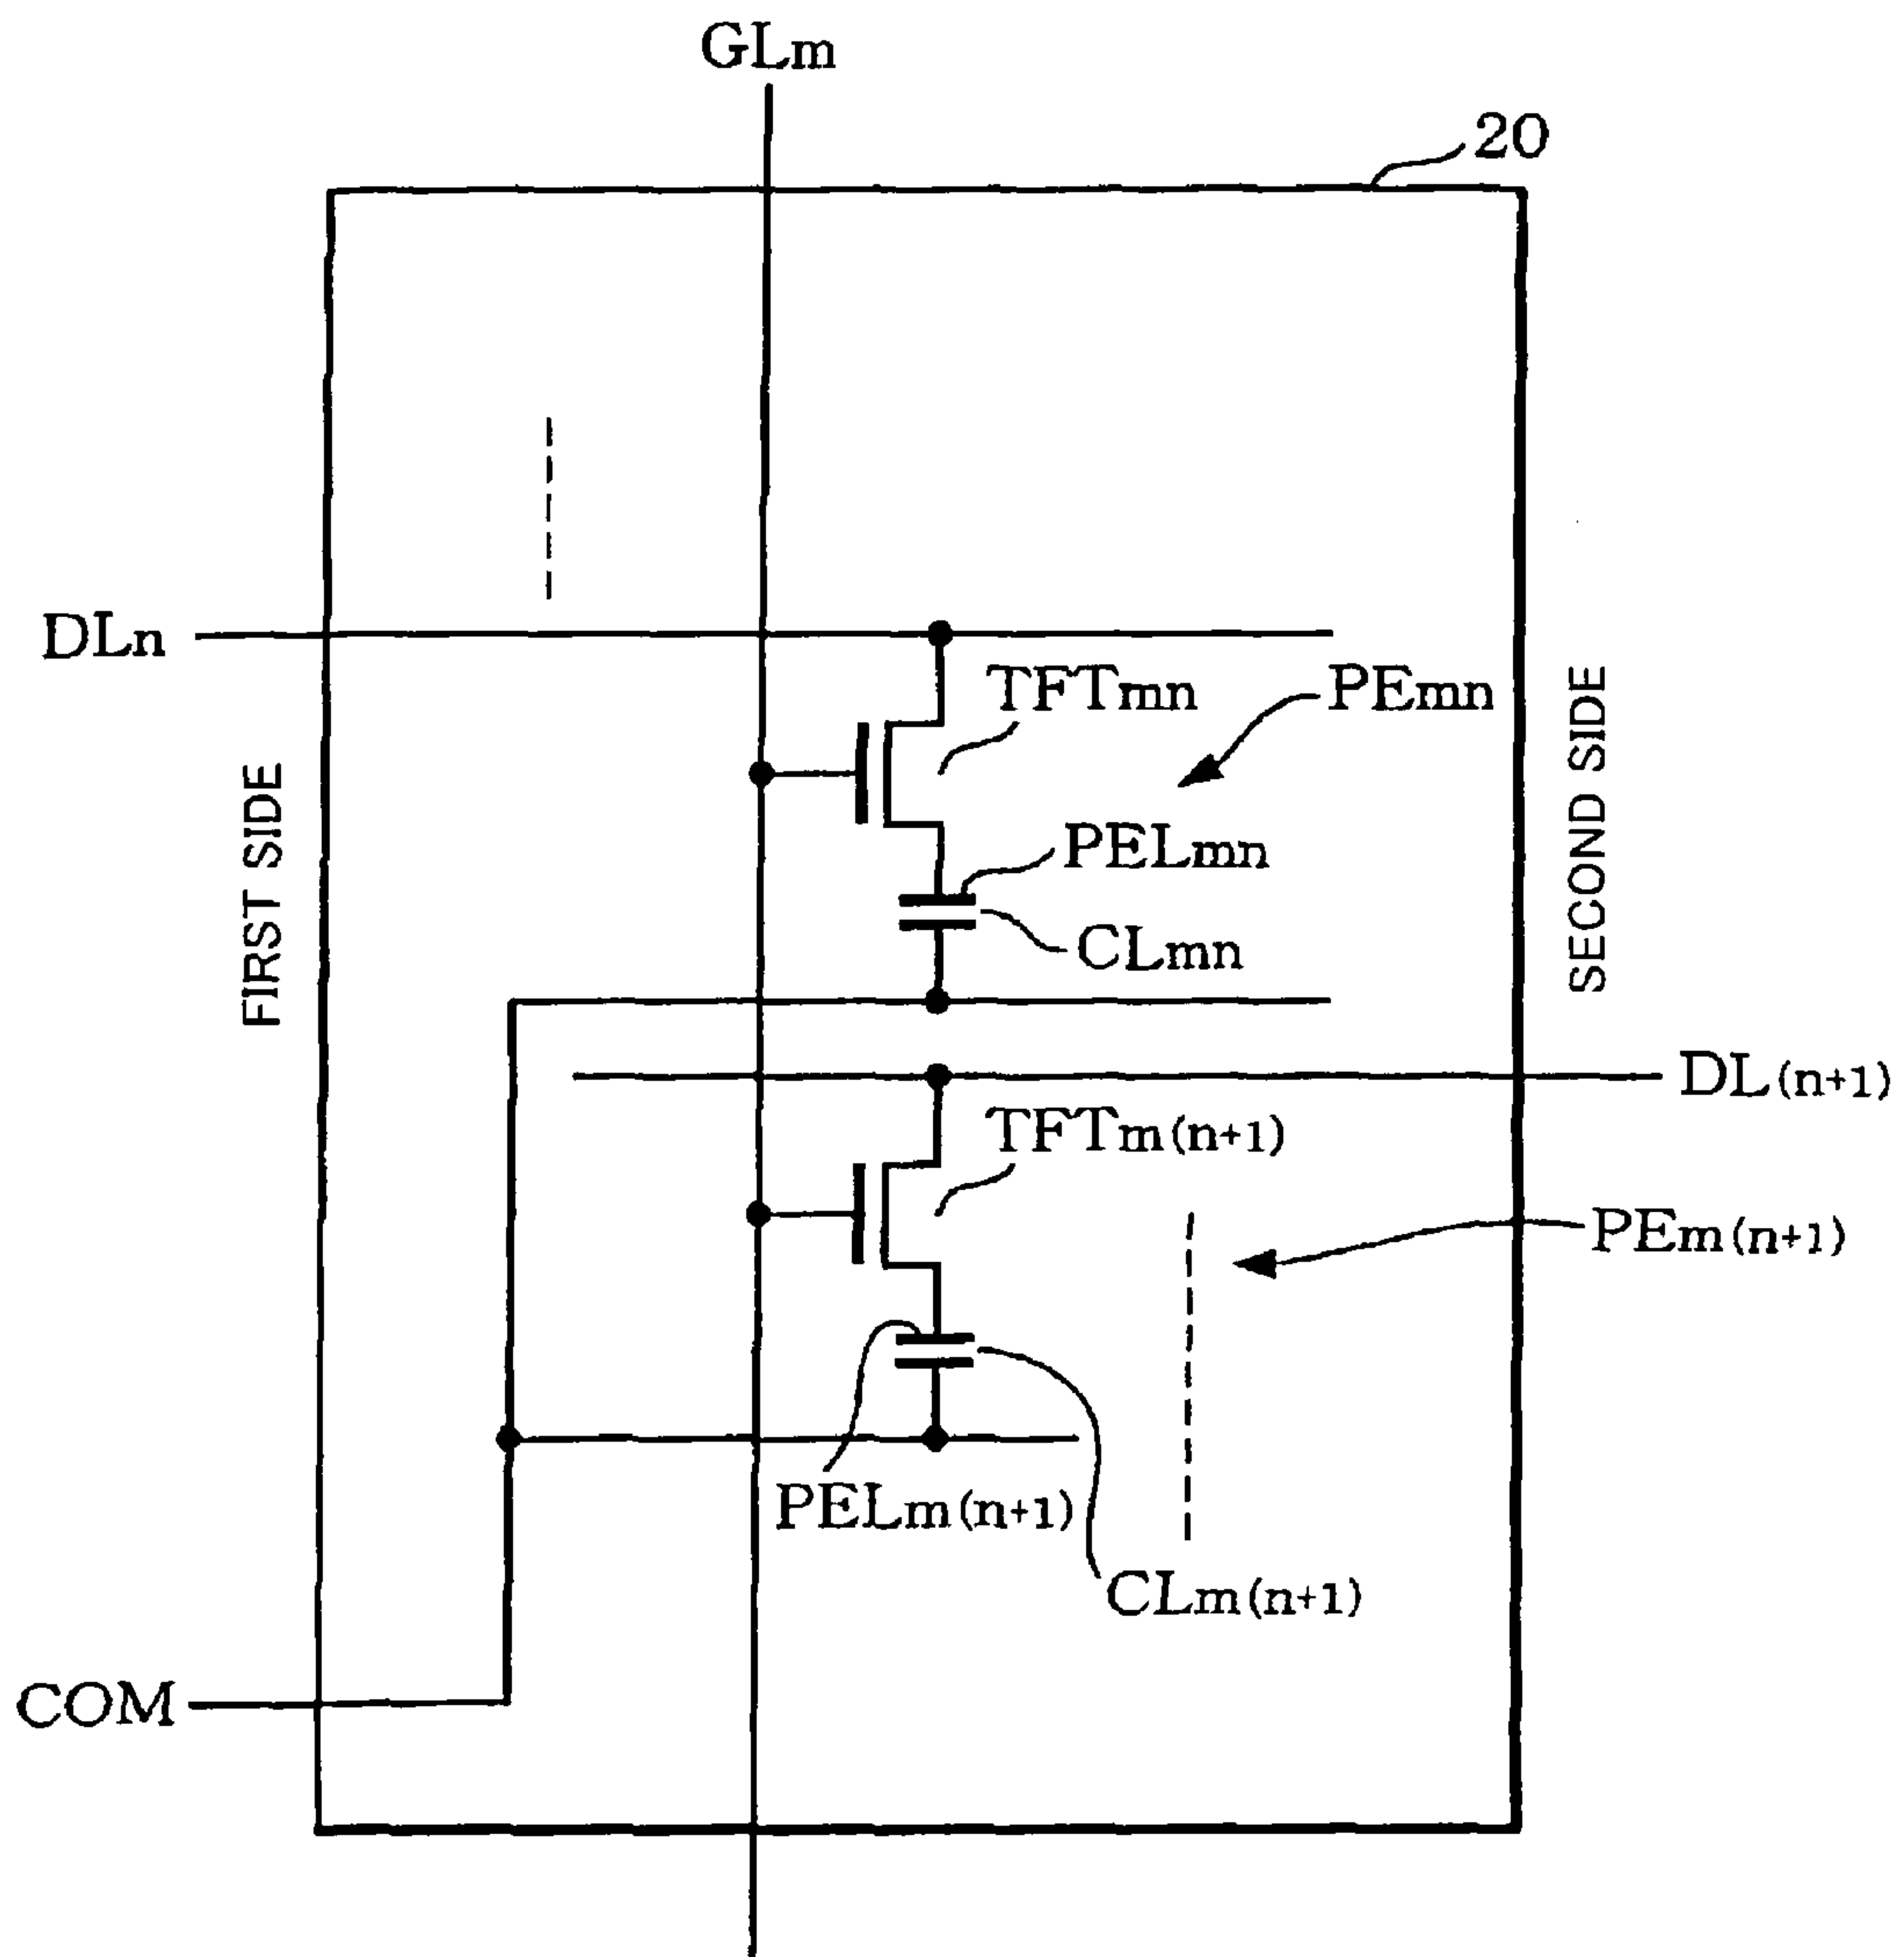 GLm
20
DLn
TFTmn
PEmn
FIRST SIDE
SECOND SIDE
PELmn
CLmn
DL(n+1)
TFTm(n+1)
PEm(n+1)
PELm(n+1)
CLm(n+1)
COM